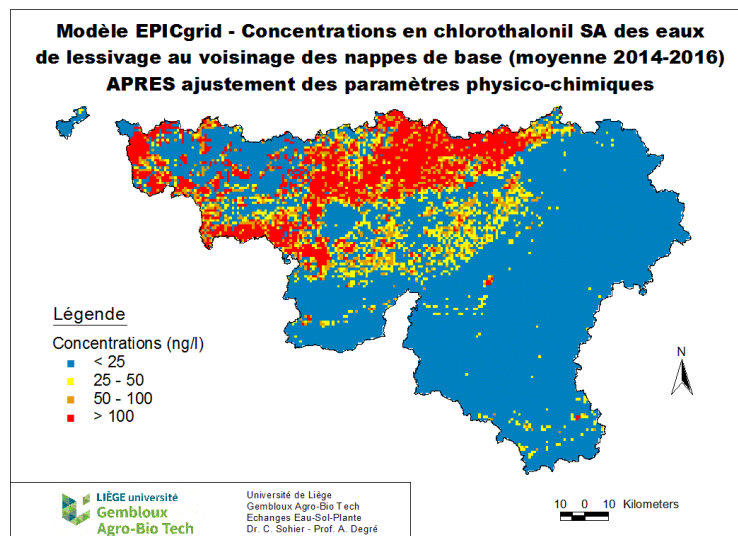 Modèle EPICgrid - Concentrations en chlorothalonil SA des eaux
de lessivage au voisinage des nappes de base (moyenne 2014-2016)
APRES ajustement des paramètres physico-chimiques
Légende
Concentrations (ng/l)
< 25
25 - 50
50 - 100
> 100
N
LIÈGE université
Gembloux
Agro-Bio Tech
Université de Liège
Gembloux Agro-Bio Tech
Echanges Eau-Sol-Plante
Dr. C. Sohier - Prof. A. Degré
10 0 10 Kilometers